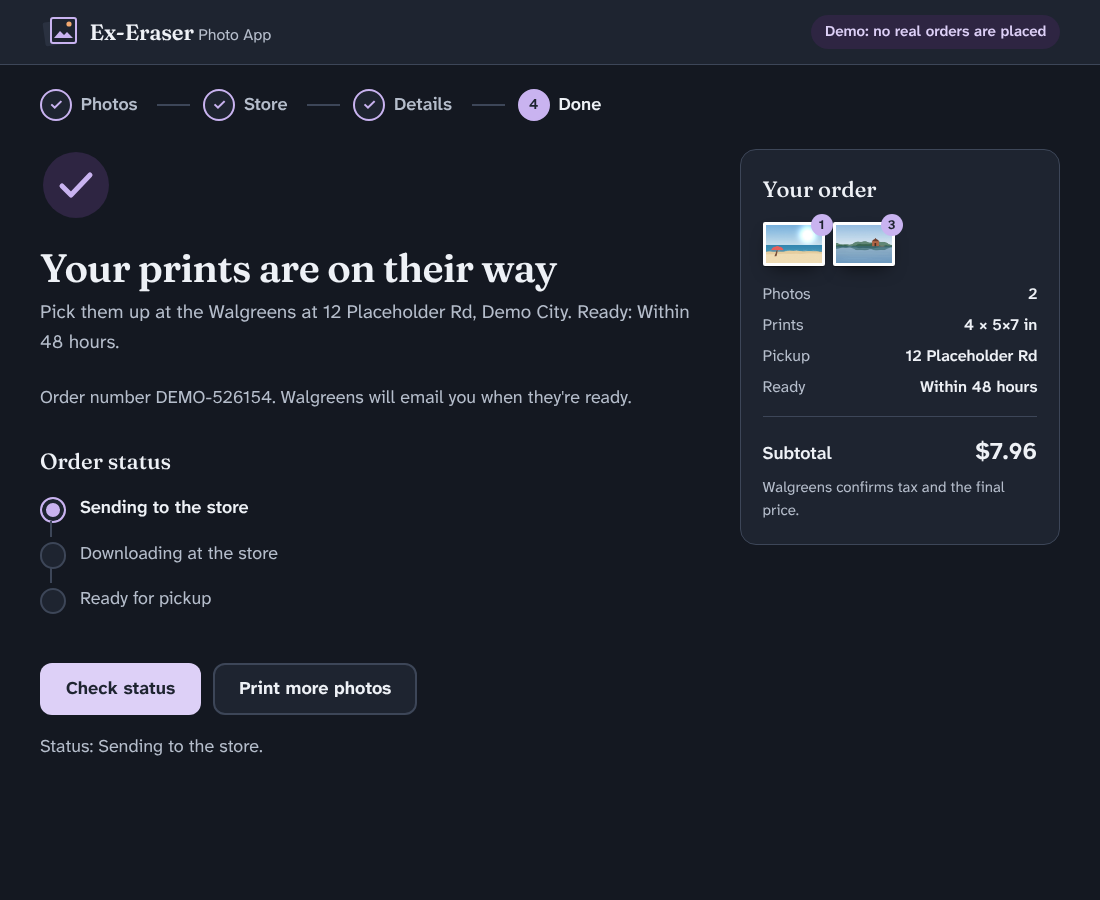 Ex-Eraser Photo App
Demo: no real orders are placed
Photos
Store
Details
4 Done
Your prints are on their way
Pick them up at the Walgreens at 12 Placeholder Rd, Demo City. Ready: Within
48 hours.
Order number DEMO-526154. Walgreens will email you when they're ready.
Order status
Sending to the store
Downloading at the store
Ready for pickup
Check status
Print more photos
Status: Sending to the store.
Your order
1
3
Photos 2
Prints 4 × 5×7 in
Pickup 12 Placeholder Rd
Ready Within 48 hours
Subtotal $7.96
Walgreens confirms tax and the final
price.